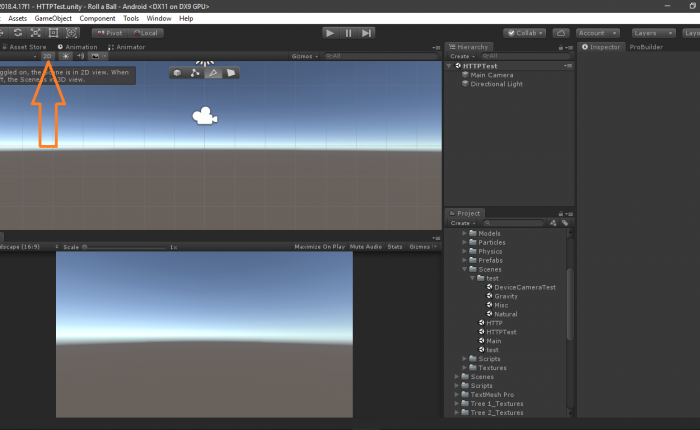 2018.4.17f1 - HTTPTest.unity - Roll a Ball - Android <DX11 on DX9 GPU>
Assets GameObject Component Tools Window Help
Pivot Local Collab Account Layers
Asset Store Animation Animator
2D Gizmos All
ggled on, the Scene is in 2D view. When
ff, the Scene is in 3D view.
Hierarchy
Create All
HTTPTest
Main Camera
Directional Light
Inspector ProBuilder
dscape (16:9) Scale 1x Maximize On Play Mute Audio Stats Gizmos
Project
Create
Models
Particles
Physics
Prefabs
Scenes
test
DeviceCameraTest
Gravity
Misc
Natural
HTTP
HTTPTest
Main
test
Scripts
Textures
Scenes
Scripts
TextMesh Pro
Tree 1_Textures
Tree 2_Textures